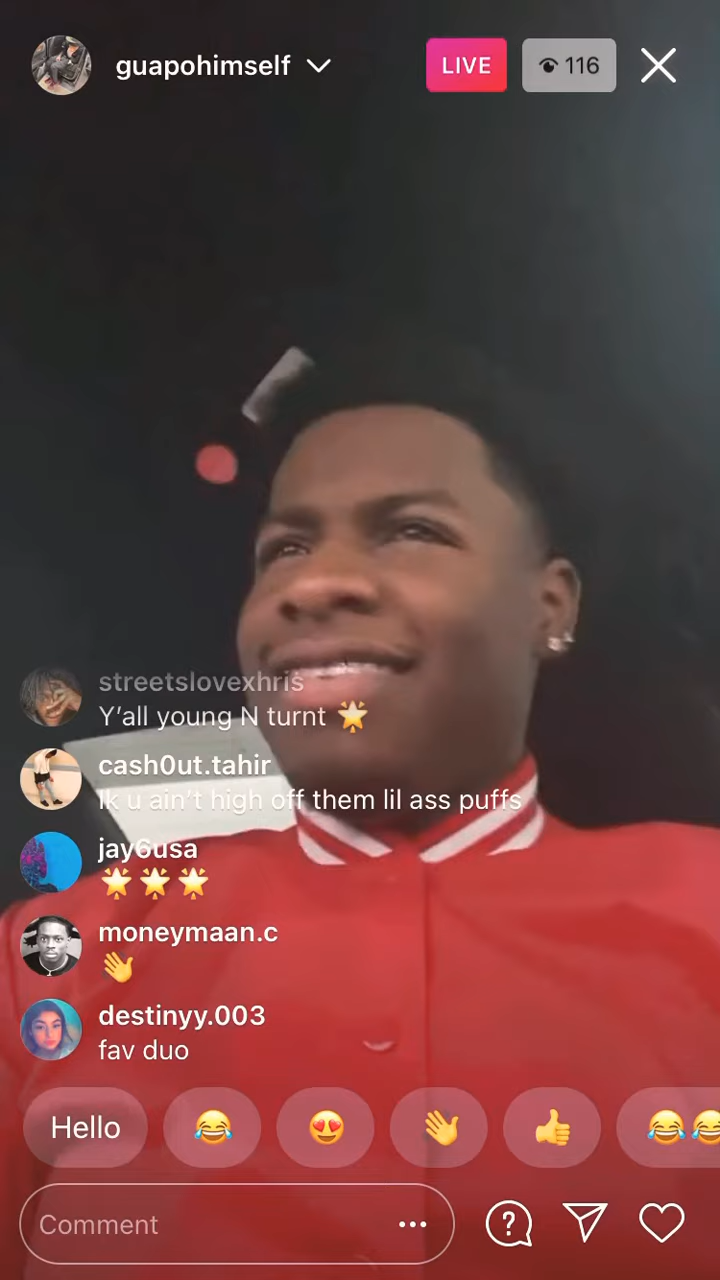 guapohimself
LIVE
116
streetslovexhris
Y'all young N turnt 🌟
cash0ut.tahir
Ik u ain't high off them lil ass puffs
jay6usa
🌟🌟🌟
moneymaan.c
👋
destinyy.003
fav duo
Hello 😂 😍 👋 👍 😂😂
Comment